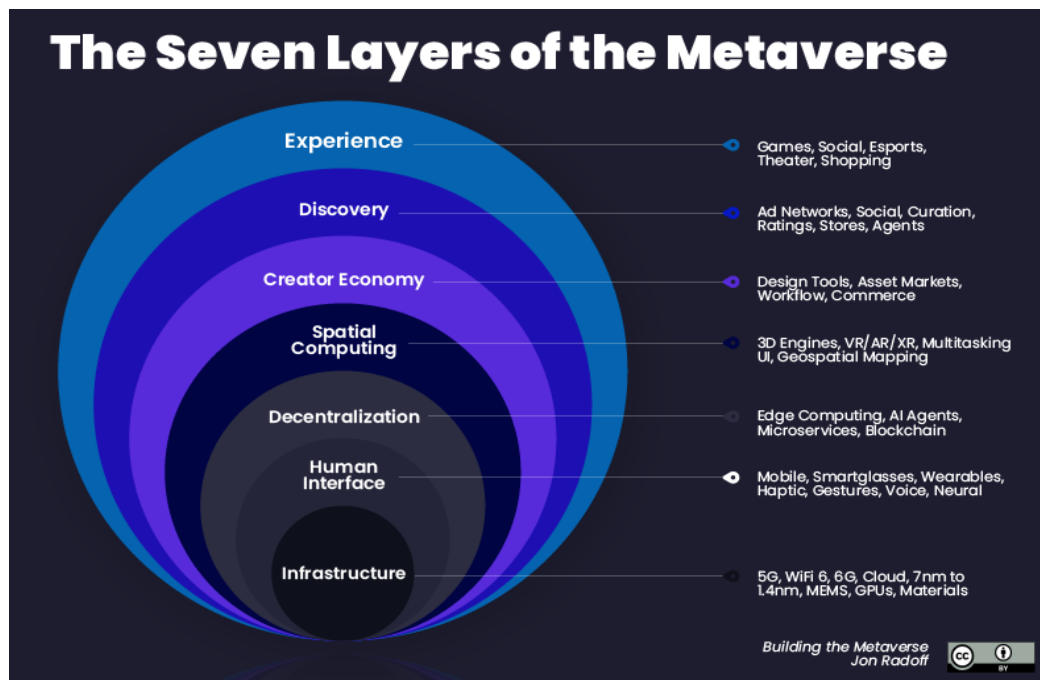 The Seven Layers of the Metaverse
Experience
Games, Social, Esports,
Theater, Shopping
Discovery
Ad Networks, Social, Curation,
Ratings, Stores, Agents
Creator Economy
Design Tools, Asset Markets,
Workflow, Commerce
Spatial
Computing
3D Engines, VR/AR/XR, Multitasking
UI, Geospatial Mapping
Decentralization
Edge Computing, AI Agents,
Microservices, Blockchain
Human
Interface
Mobile, Smartglasses, Wearables,
Haptic, Gestures, Voice, Neural
Infrastructure
5G, WiFi 6, 6G, Cloud, 7nm to
1.4nm, MEMS, GPUs, Materials
Building the Metaverse
Jon Radoff
cc
BY